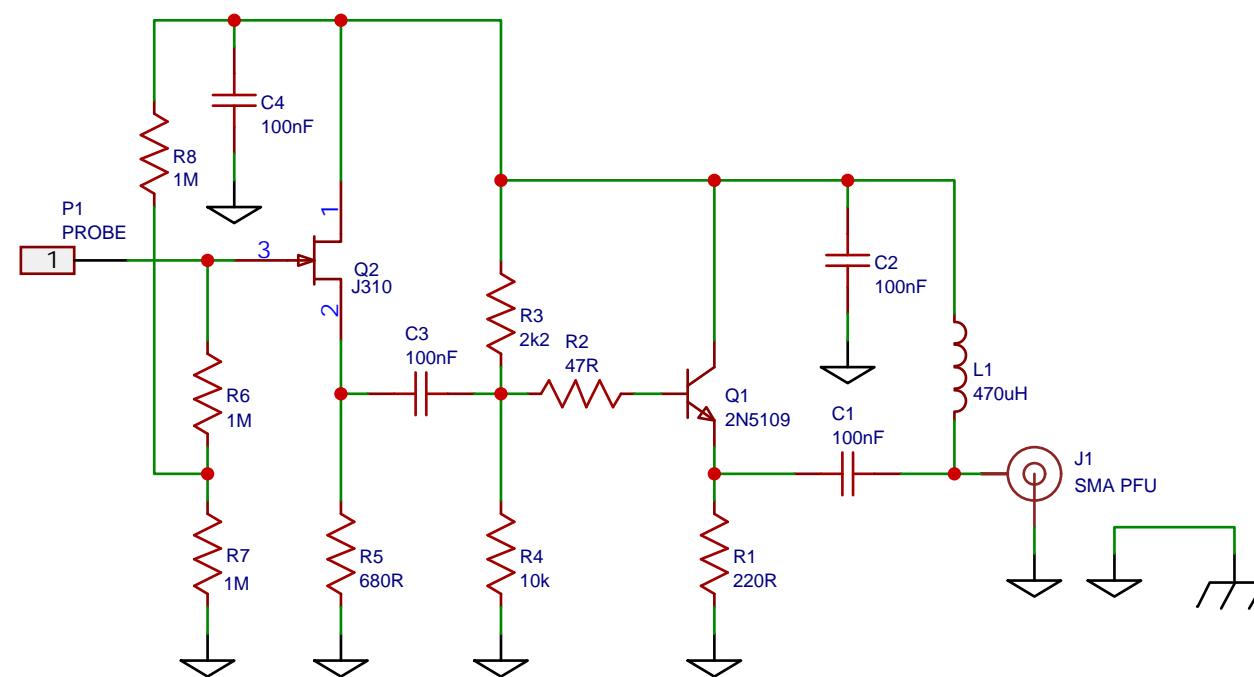 C4
100nF
R8
1M
P1
PROBE
1
3
1
Q2
J310
2
C3
100nF
R3
2k2
R2
47R
C2
100nF
Q1
2N5109
L1
470uH
C1
100nF
R6
1M
J1
SMA PFU
R7
1M
R5
680R
R4
10k
R1
220R